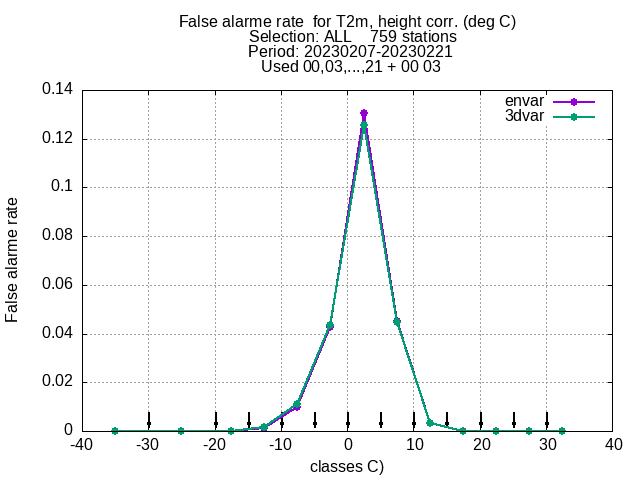 False alarme rate  for T2m, height corr. (deg C)
Selection: ALL    759 stations
Period: 20230207-20230221
Used 00,03,...,21 + 00 03
envar
3dvar
0.14
0.12
0.1
0.08
0.06
0.04
0.02
0
False alarme rate
-40 -30 -20 -10 0 10 20 30 40
classes C)